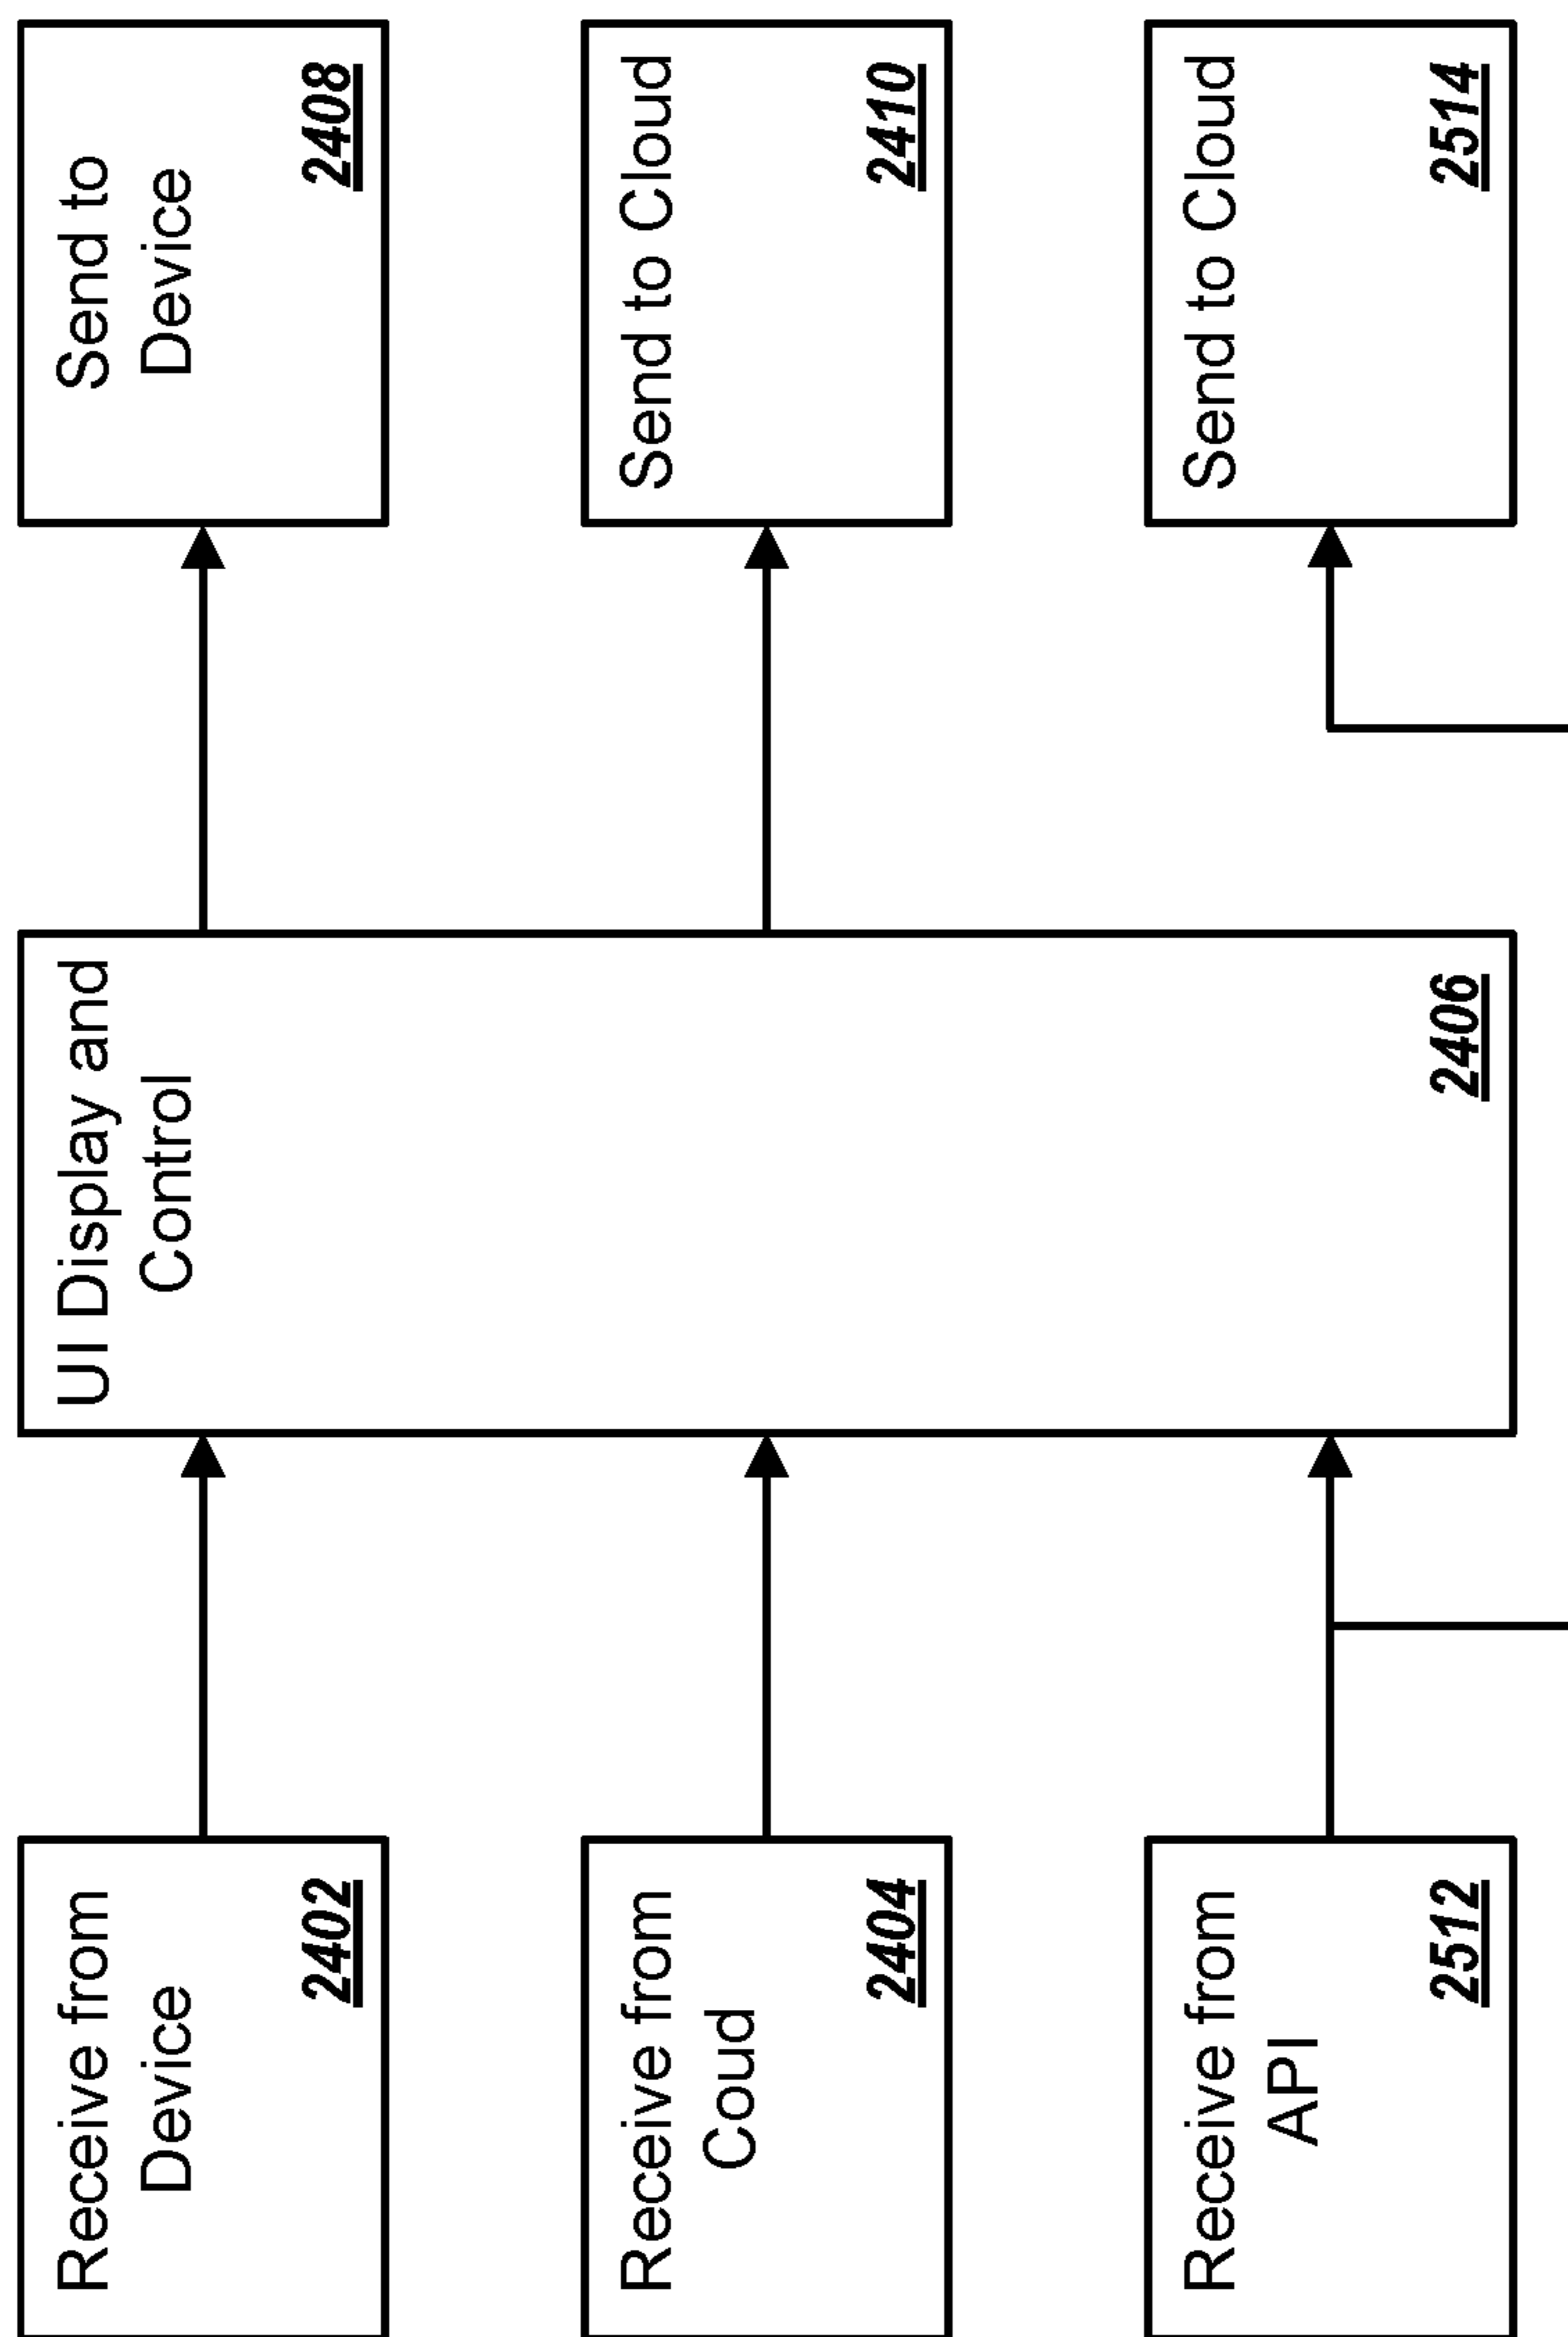 Receive from
Device
2402
UI Display and
Control
2406
Send to
Device
2408
Receive from
Coud
2404
Send to Cloud
2410
Receive from
API
2512
Send to Cloud
2514